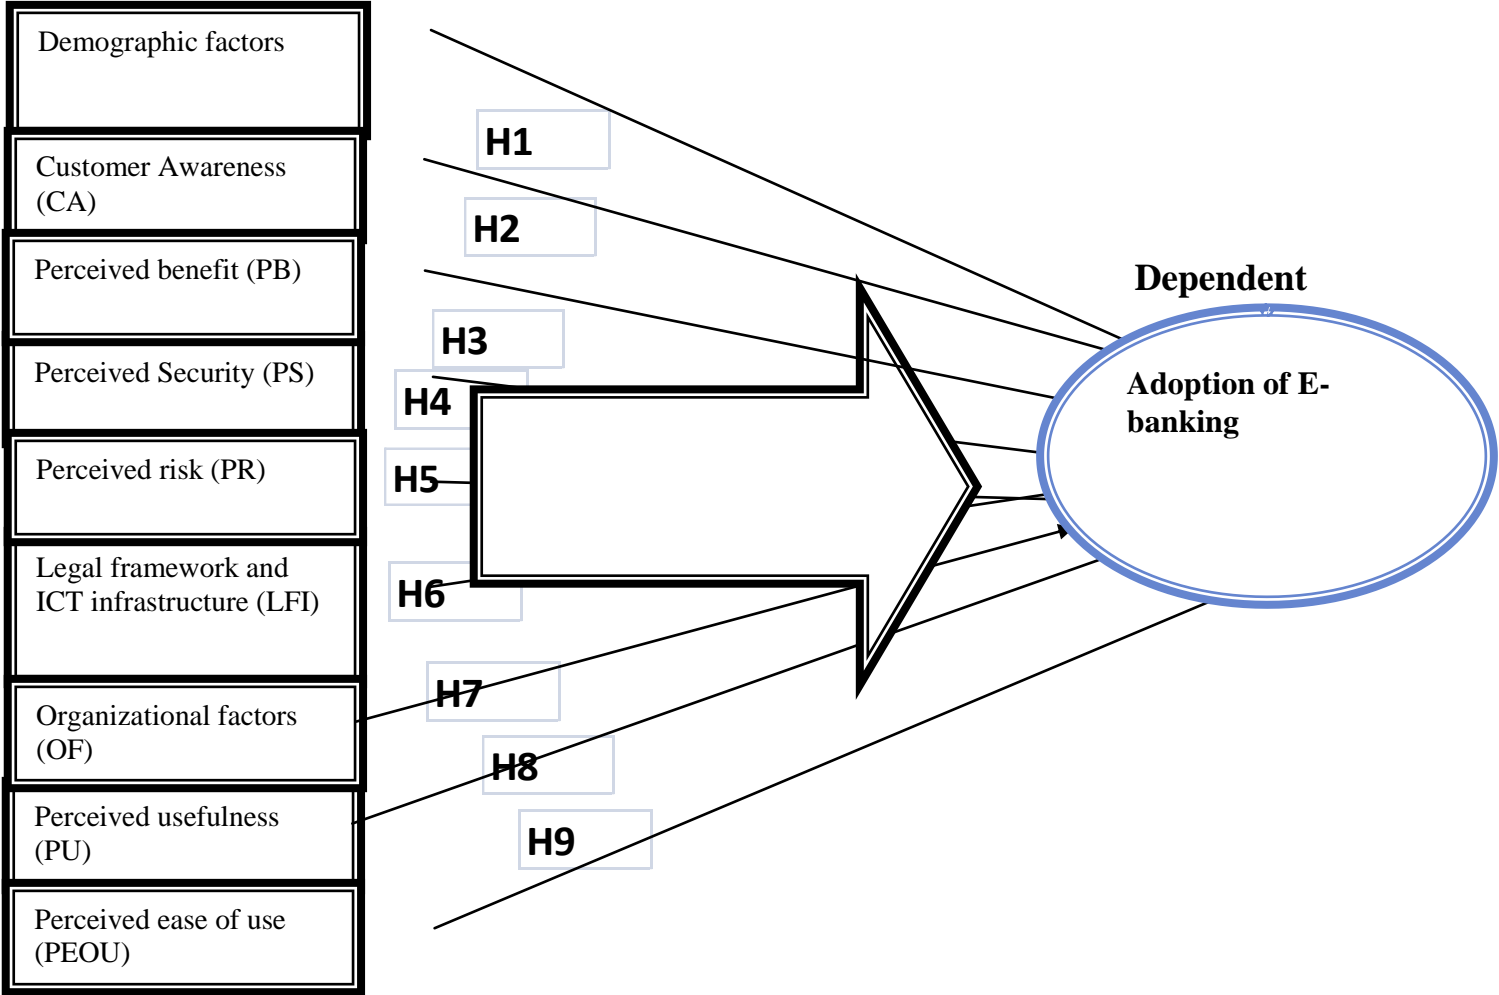 Demographic factors
Customer Awareness
(CA)
Perceived benefit (PB)
Perceived Security (PS)
Perceived risk (PR)
Legal framework and
ICT infrastructure (LFI)
Organizational factors
(OF)
Perceived usefulness
(PU)
Perceived ease of use
(PEOU)
H1
H2
H3
H4
H5
H6
H7
H8
H9
Dependent
Adoption of E-
banking